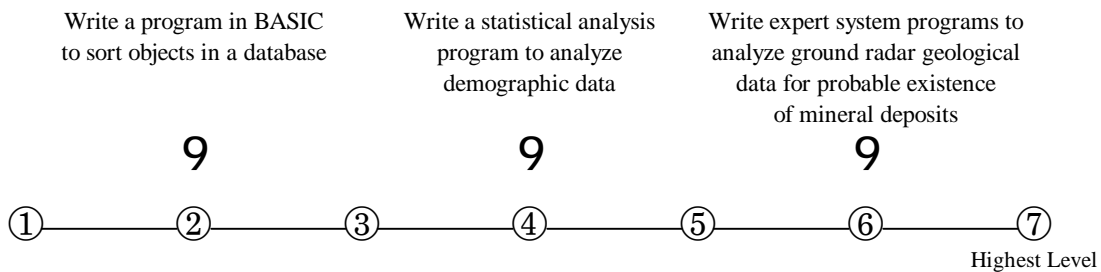 Write a program in BASIC
to sort objects in a database
Write a statistical analysis
program to analyze
demographic data
Write expert system programs to
analyze ground radar geological
data for probable existence
of mineral deposits
9 9 9
① ② ③ ④ ⑤ ⑥ ⑦
Highest Level